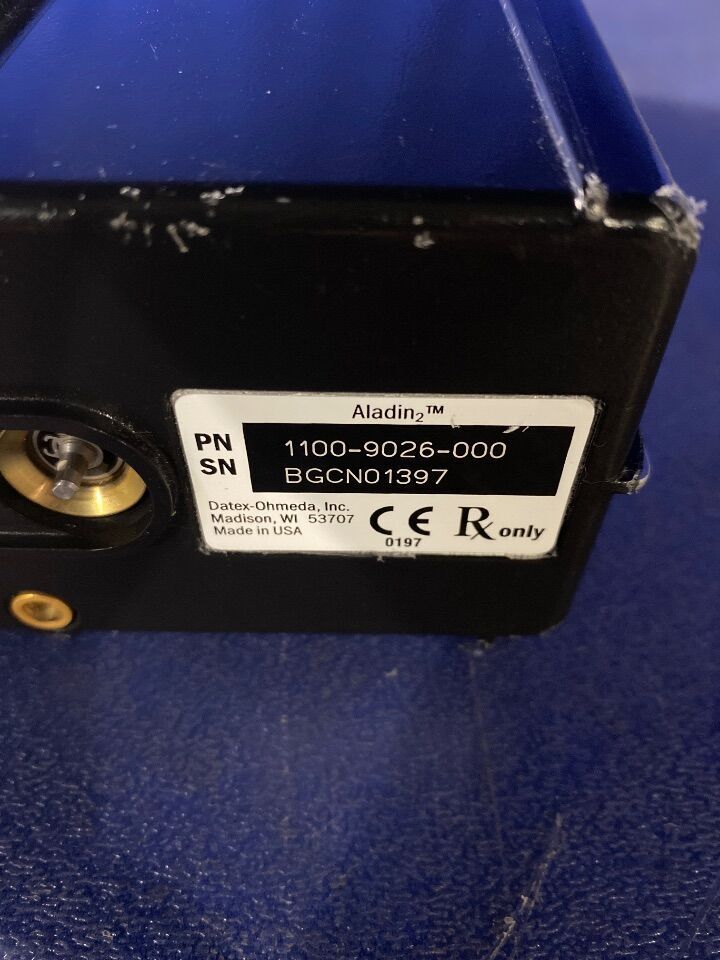 Aladin₂™
PN 1100-9026-000
SN BGCN01397
Datex-Ohmeda, Inc.
Madison, WI 53707
Made in USA
CE
0197
Rx only